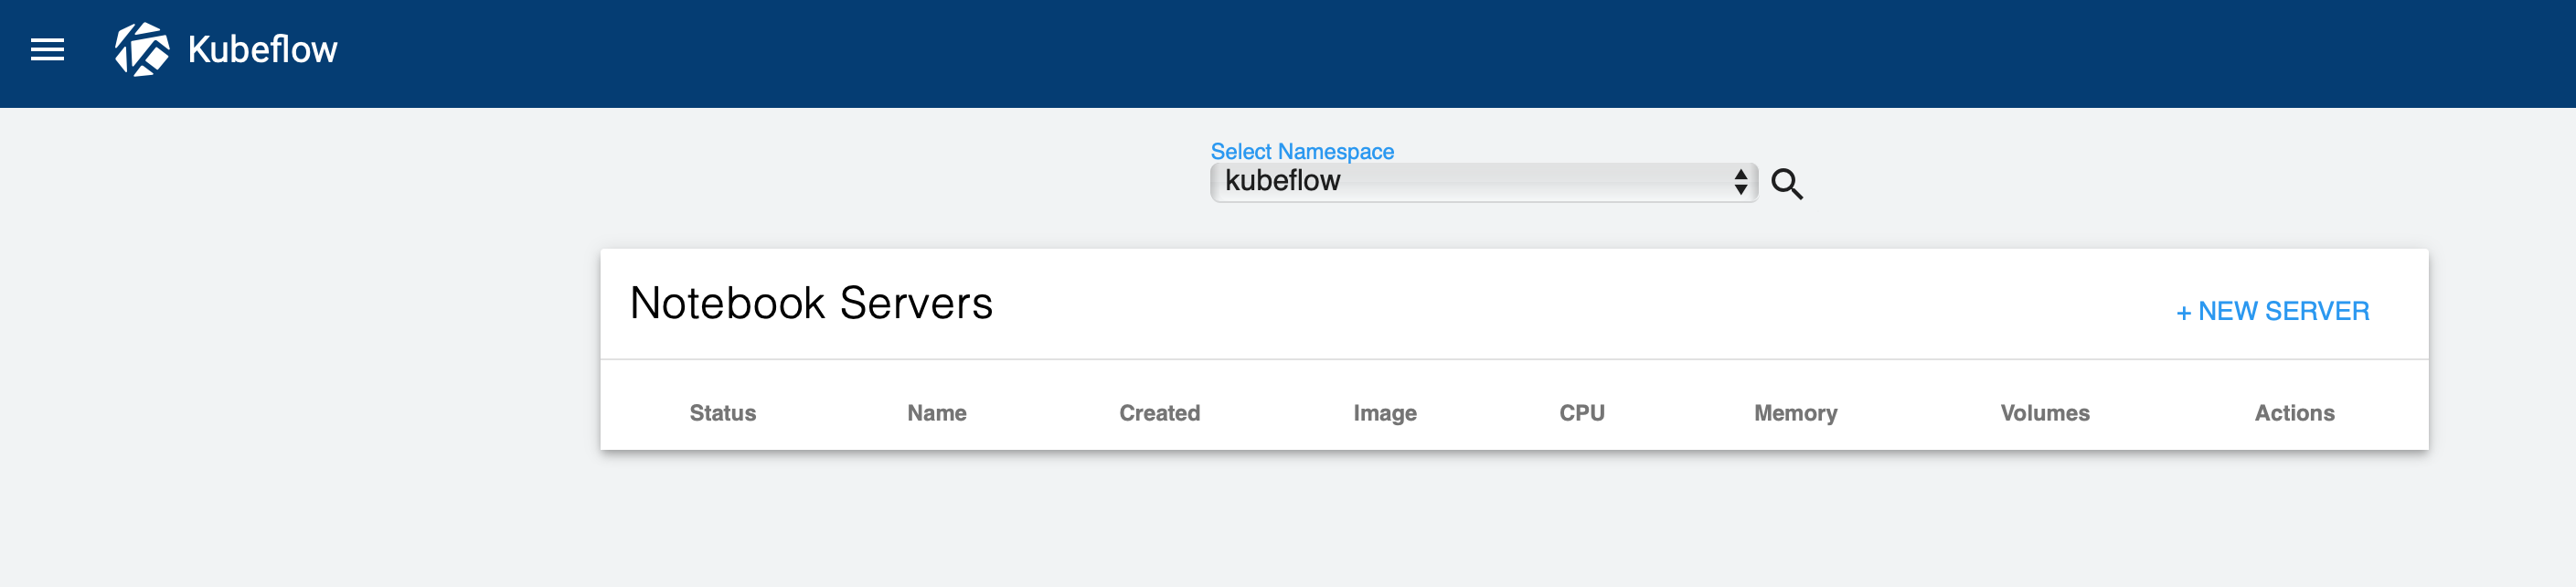 Kubeflow
Select Namespace
kubeflow
Notebook Servers
+ NEW SERVER
Status Name Created Image CPU Memory Volumes Actions